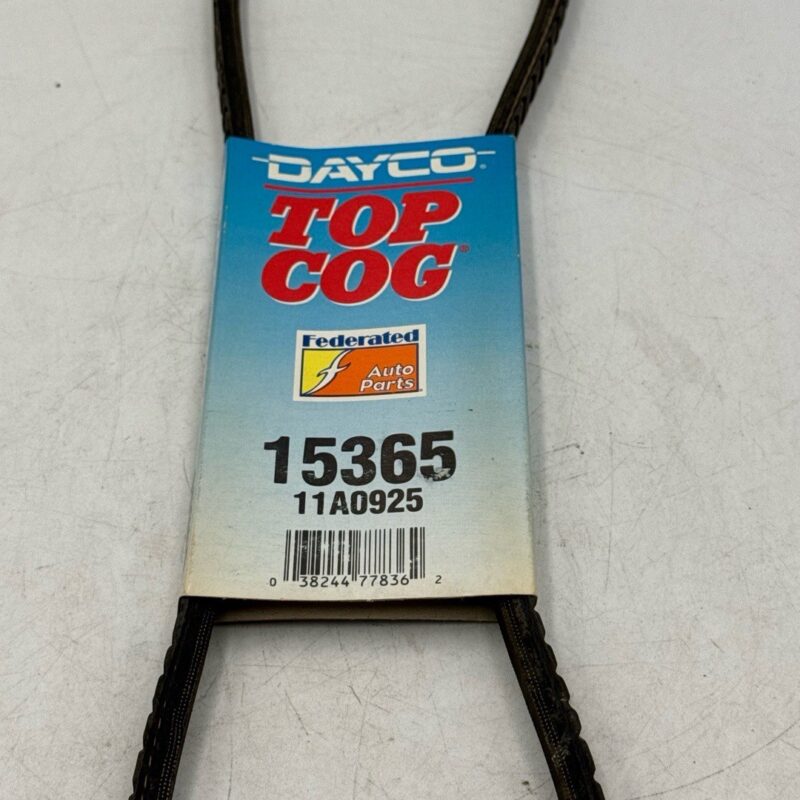 DAYCO®
TOP
COG®
Federated
f Auto
Parts
15365
11A0925
0 38244 77836 2